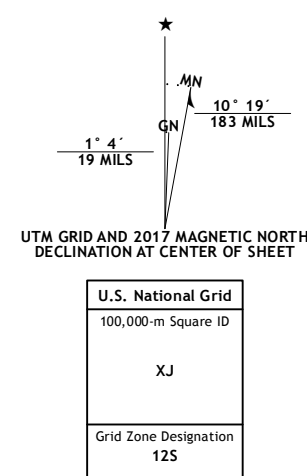 ★
MN
GN
10° 19´
183 MILS
1° 4´
19 MILS
UTM GRID AND 2017 MAGNETIC NORTH
DECLINATION AT CENTER OF SHEET
U.S. National Grid
100,000-m Square ID
XJ
Grid Zone Designation
12S